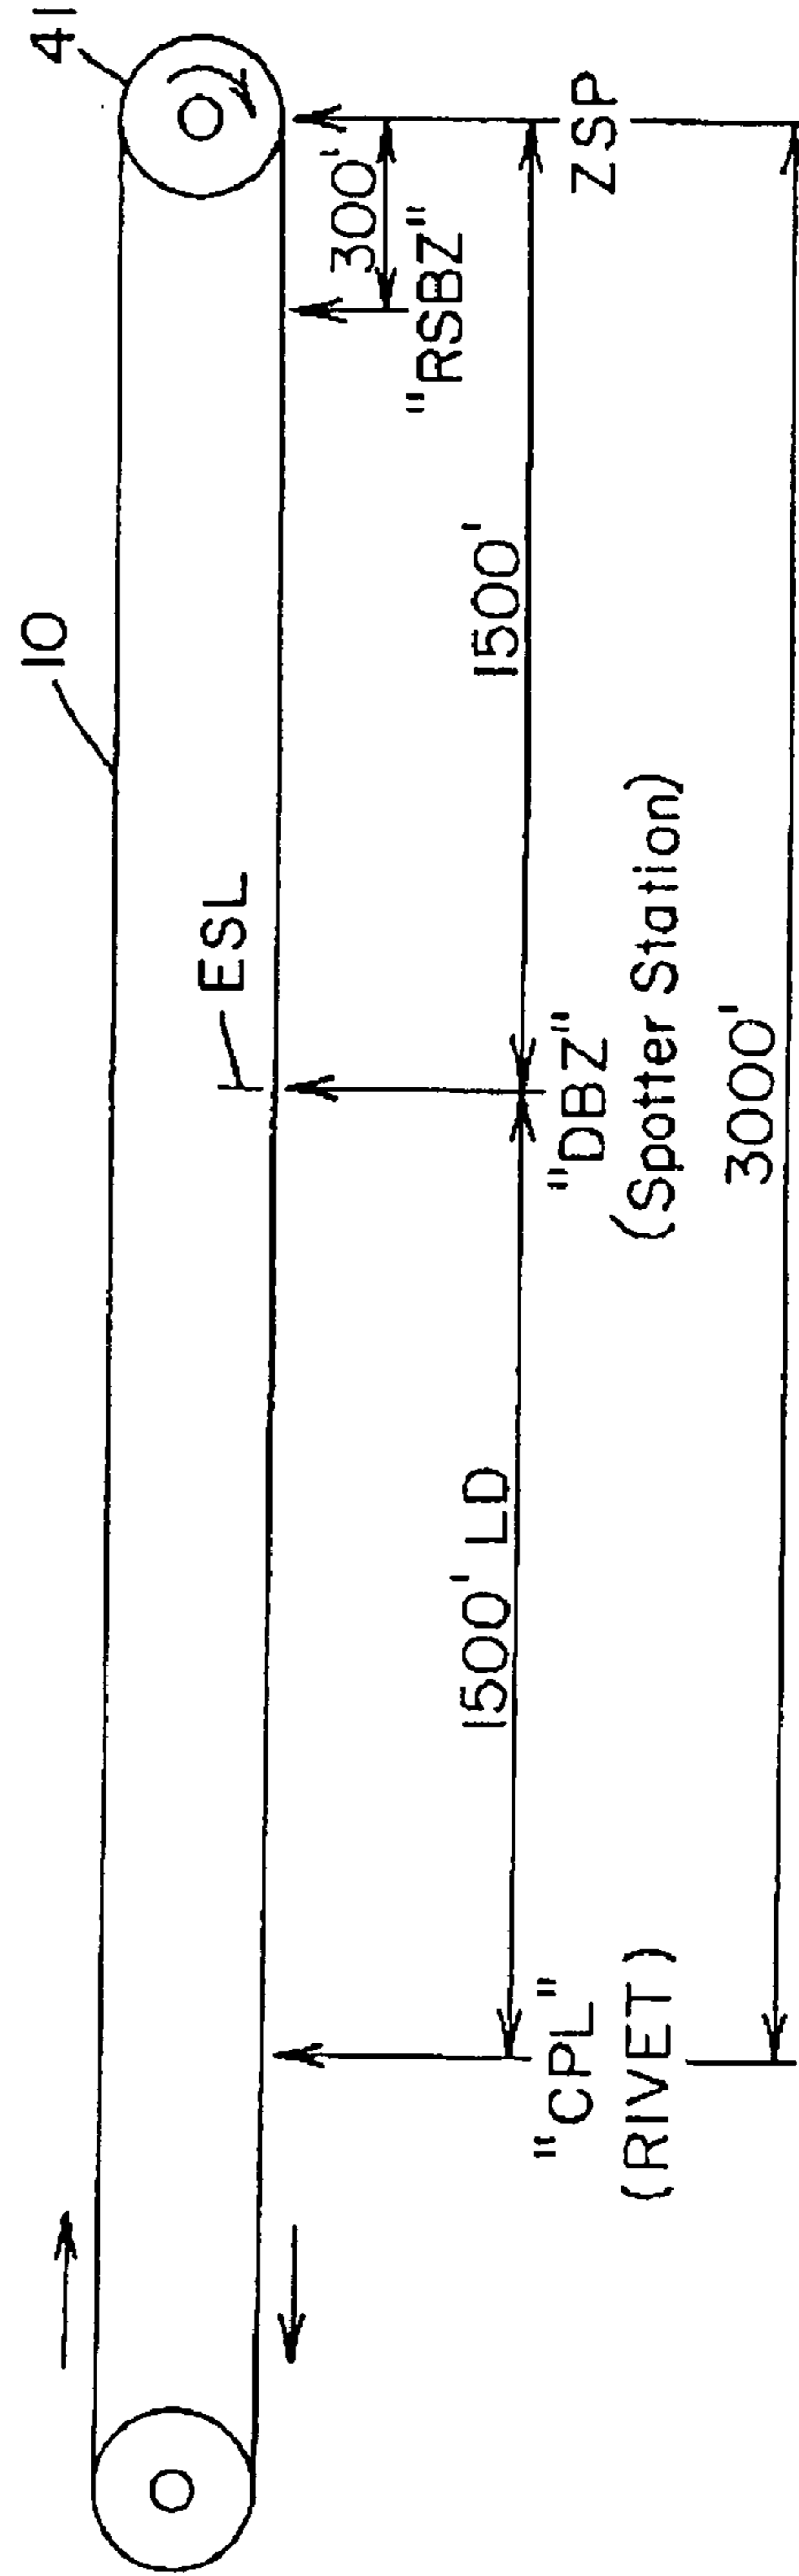 41
10
ESL
300'
"RSBZ"
ZSP
1500'
1500' LD
"DBZ"
(Spotter Station)
"CPL"
(RIVET)
3000'